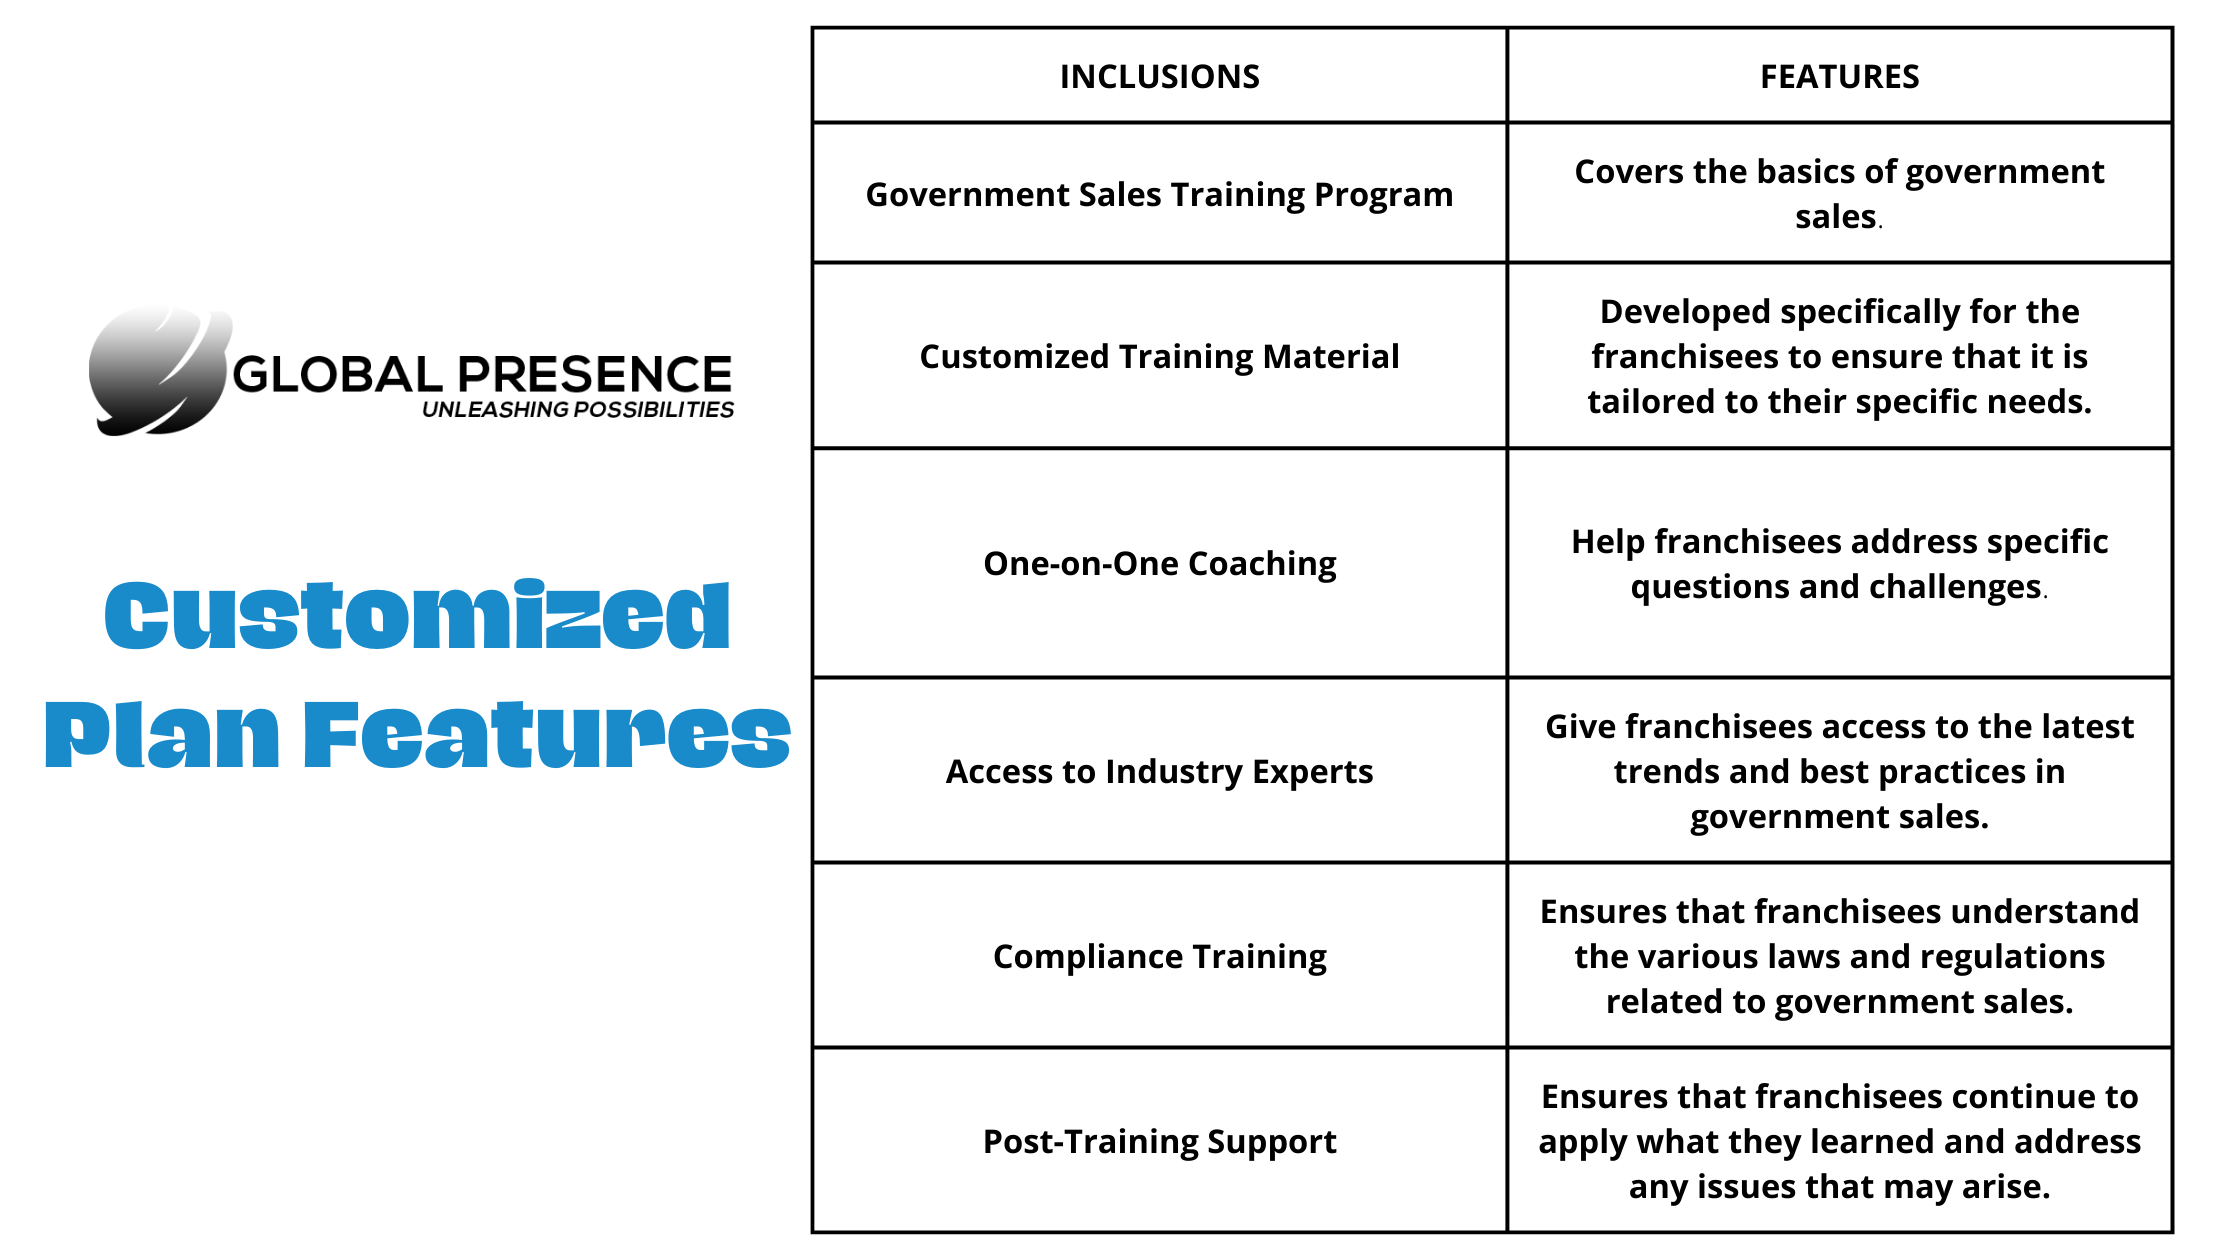 GLOBAL PRESENCE
UNLEASHING POSSIBILITIES
Customized
Plan Features
INCLUSIONS
FEATURES
Government Sales Training Program
Covers the basics of government
sales.
Customized Training Material
Developed specifically for the
franchisees to ensure that it is
tailored to their specific needs.
One-on-One Coaching
Help franchisees address specific
questions and challenges.
Access to Industry Experts
Give franchisees access to the latest
trends and best practices in
government sales.
Compliance Training
Ensures that franchisees understand
the various laws and regulations
related to government sales.
Post-Training Support
Ensures that franchisees continue to
apply what they learned and address
any issues that may arise.